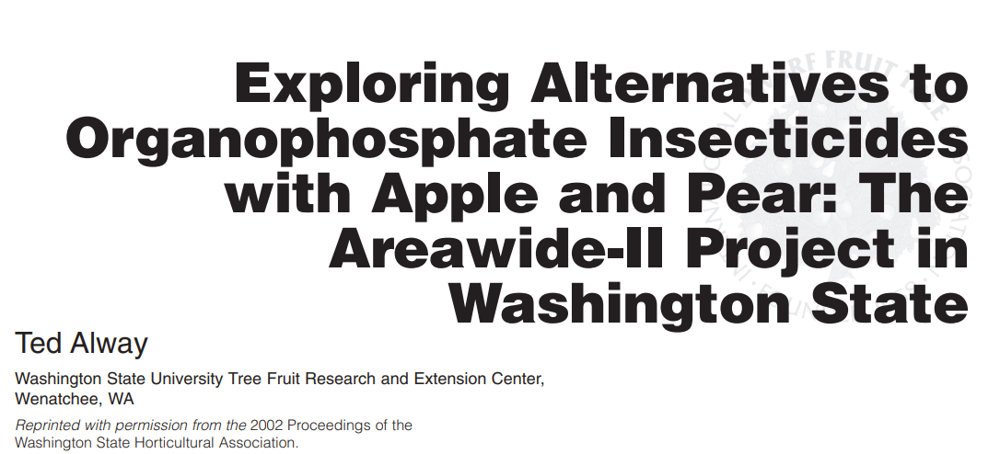 Exploring Alternatives to
Organophosphate Insecticides
with Apple and Pear: The
Areawide-II Project in
Washington State
Ted Alway
Washington State University Tree Fruit Research and Extension Center,
Wenatchee, WA
Reprinted with permission from the 2002 Proceedings of the
Washington State Horticultural Association.
FRUIT TREE